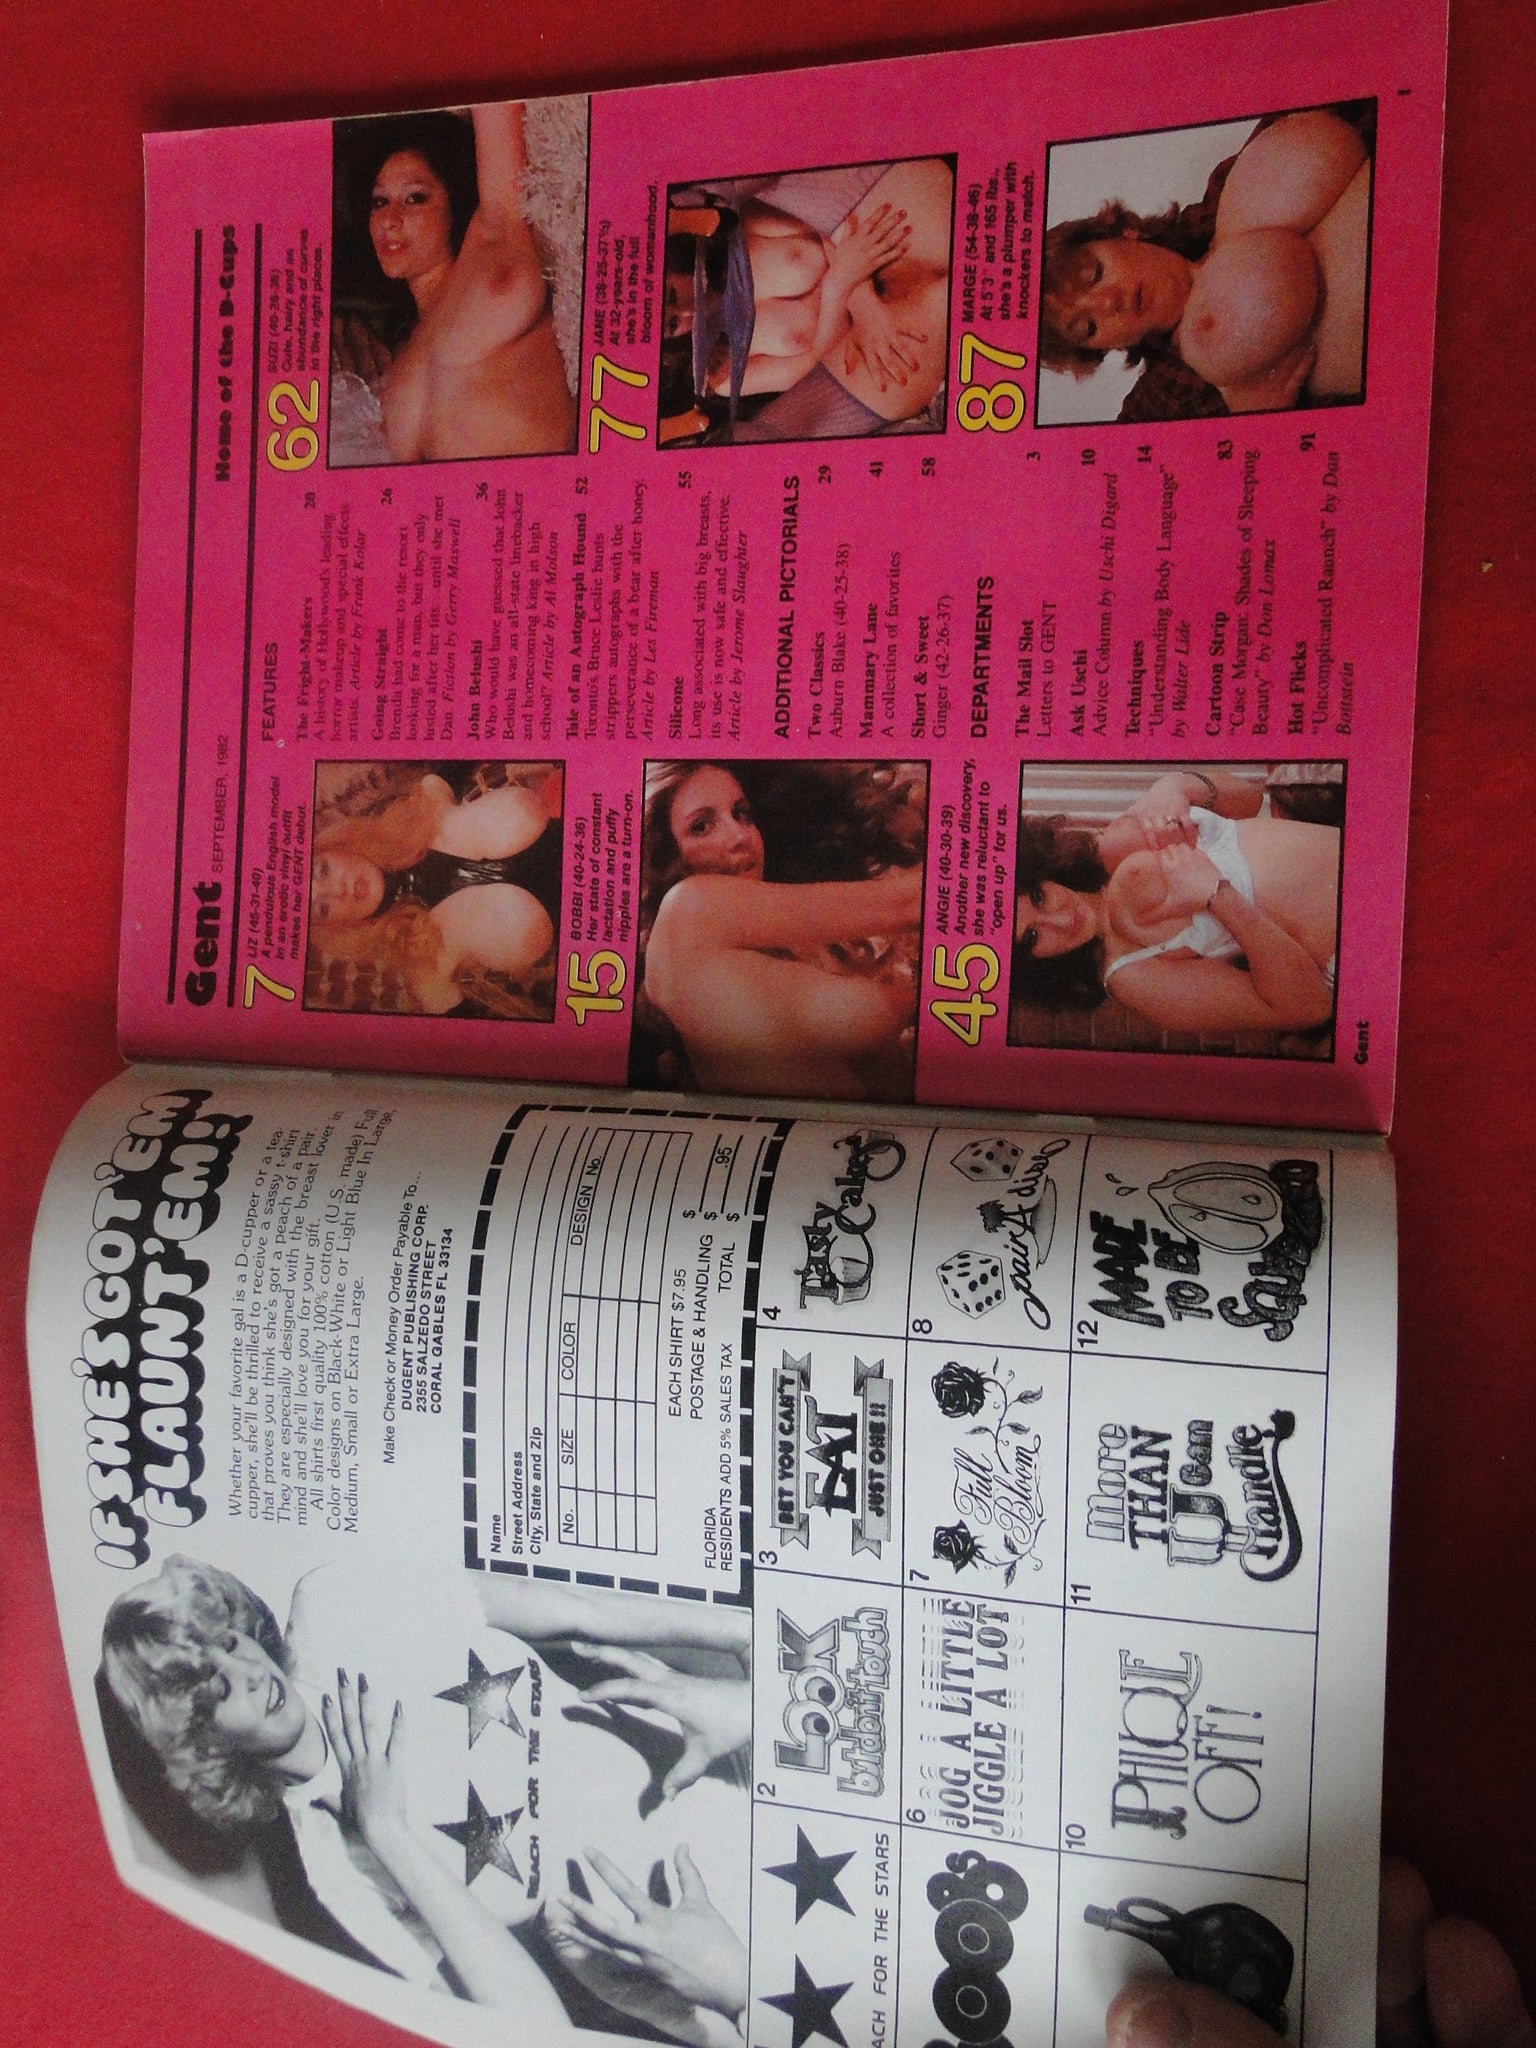 IF SHE'S GOT 'EM
FLAUNT 'EM!
Whether your favorite gal is a D-cupper or a tea-
cupper, she'll be thrilled to receive a sassy t-shirt
that proves you think she's got a peach of a pair.
They are especially designed with the breast lover in
mind and she'll love you for your gift.
All shirts first quality 100% cotton (U.S. made) Full
Color designs on Black-White or Light Blue In Large,
Medium, Small or Extra Large.
Make Check or Money Order Payable To...
DUGENT PUBLISHING CORP.
2355 SALZEDO STREET
CORAL GABLES FL 33134
REACH FOR THE STARS
Name
Street Address
City, State and Zip
No. SIZE COLOR DESIGN No.
EACH SHIRT $7.95 $
POSTAGE & HANDLING $ .95
FLORIDA
RESIDENTS ADD 5% SALES TAX TOTAL $
ACH FOR THE STARS
2
LOOK
but don't touch
3
BET YOU CAN'T
EAT
JUST ONE!!
4
Tasty
Cakes
6
JOG A LITTLE
JIGGLE A LOT
7
Full
Bloom
8
pair A dise
10
PHUQUE
OFF!
11
More
THAN
U Can
Handle
12
MADE
TO BE
Squeezed
Gent SEPTEMBER, 1982 Home of the D-Cups
7
LIZ (45-31-40)
A pendulous English model
in an erotic vinyl outfit
makes her GENT debut.
15
BOBBI (40-24-36)
Her state of constant
lactation and puffy
nipples are a turn-on.
45
ANGIE (40-30-39)
Another new discovery,
she was reluctant to
"open up" for us.
FEATURES
The Fright-Makers 20
A history of Hollywood's leading
horror makeup and special effects
artists. Article by Frank Kolar
Going Straight 26
Brenda had come to the resort
looking for a man, but they only
lusted after her tits...until she met
Dan. Fiction by Gerry Maxwell
John Belushi 36
Who would have guessed that John
Belushi was an all-state linebacker
and homecoming king in high
school? Article by Al Molson
Tale of an Autograph Hound 52
Toronto's Bruce Leslie hunts
strippers autographs with the
perseverance of a bear after honey.
Article by Les Fireman
Silicone 55
Long associated with big breasts,
its use is now safe and effective.
Article by Jerome Slaughter
ADDITIONAL PICTORIALS
Two Classics 29
Auburn Blake (40-25-38)
Mammary Lane 41
A collection of favorites
Short & Sweet 58
Ginger (42-26-37)
DEPARTMENTS
The Mail Slot 3
Letters to GENT
Ask Uschi 10
Advice Column by Uschi Digard
Techniques 14
"Understanding Body Language"
by Walter Lide
Cartoon Strip 83
"Case Morgan: Shades of Sleeping
Beauty" by Don Lomax
Hot Flicks 91
"Uncomplicated Raunch" by Dan
62
SUZI (40-26-38)
Cute, hairy and an
abundance of curves
in the right places.
77
JANE (38-25-37½)
At 32-years-old,
she's in the full
bloom of womanhood.
87
MARGE (54-38-46)
At 5'3" and 165 lbs.,
she's a plumper with
knockers to match.
Gent 1